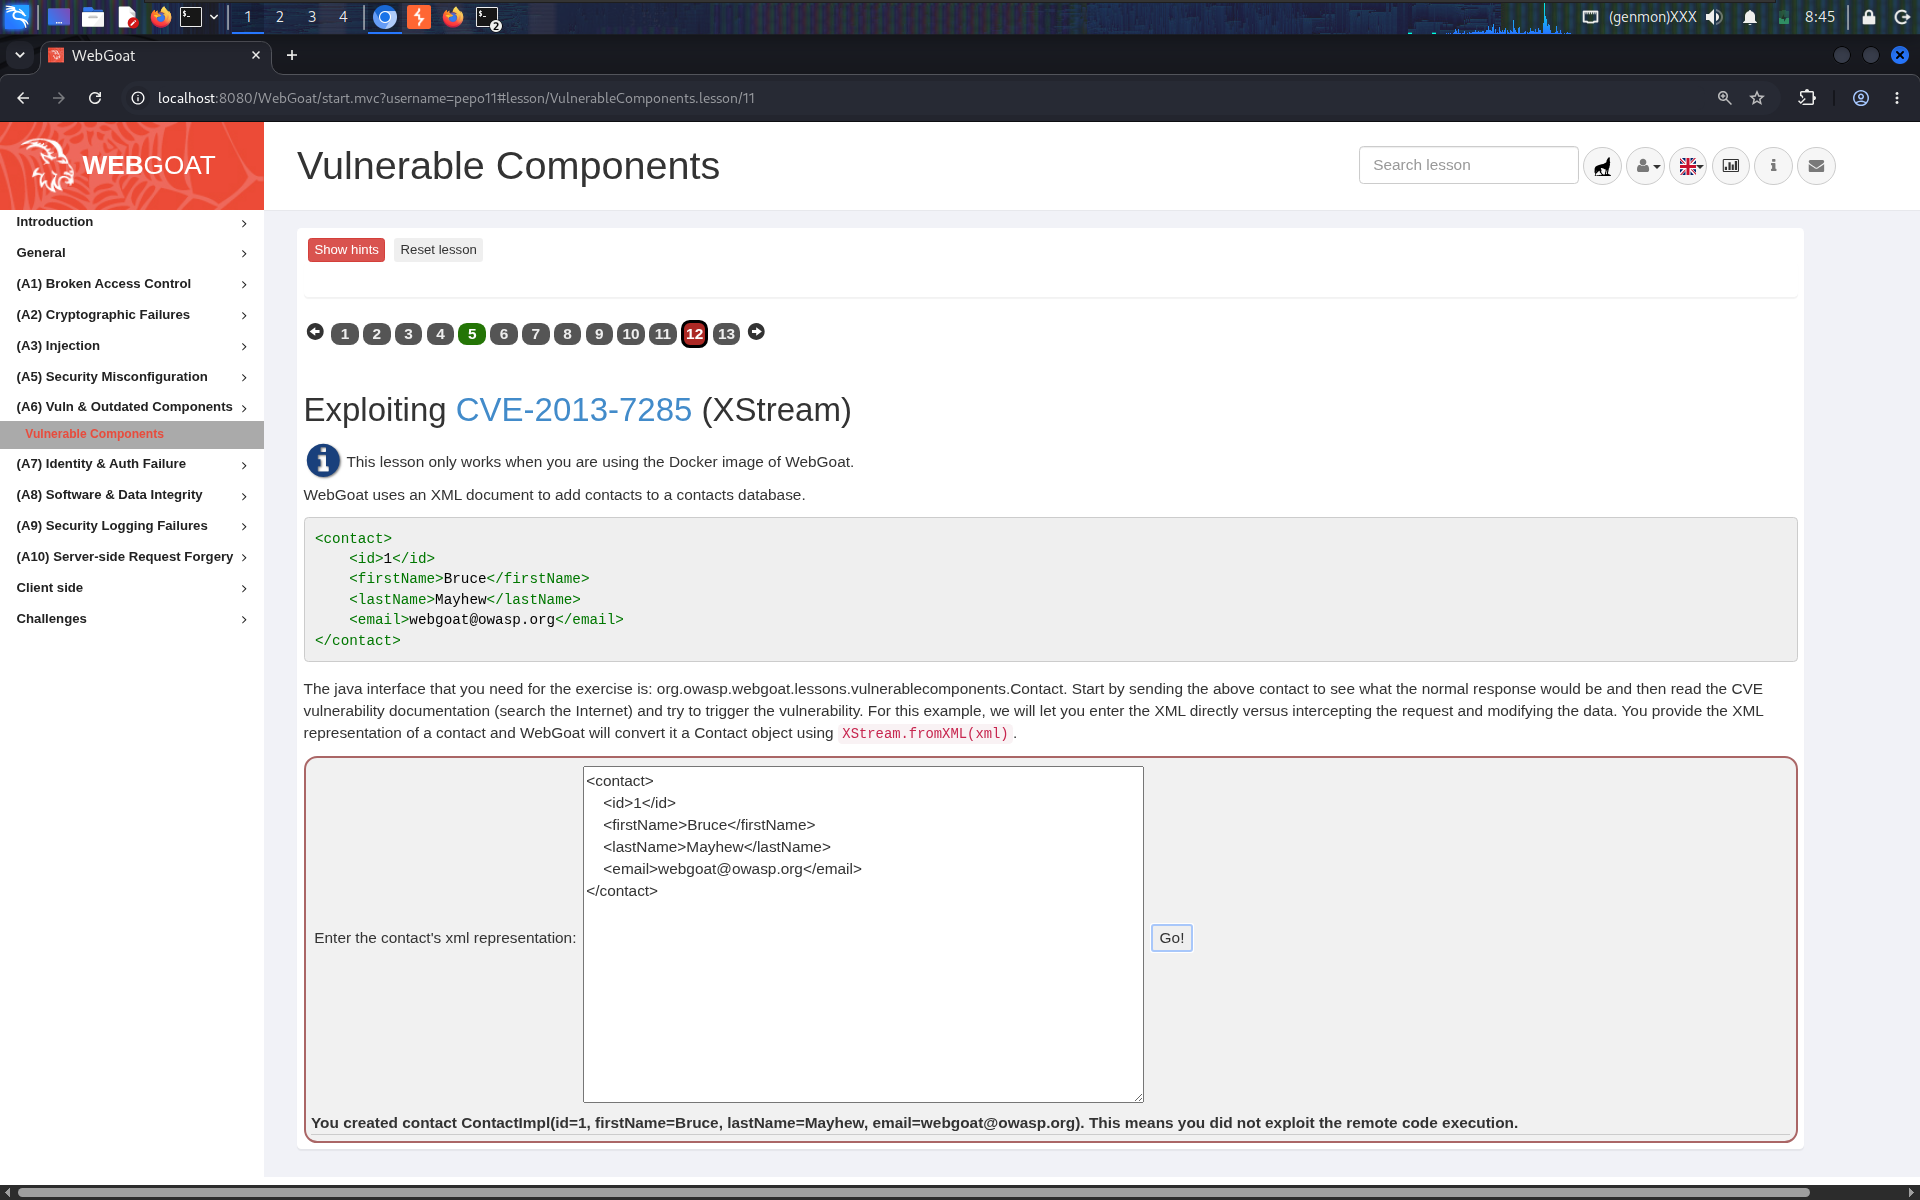 1 2 3 4 2 (genmon)XXX 8:45
WebGoat
localhost:8080/WebGoat/start.mvc?username=pepo11#lesson/VulnerableComponents.lesson/11
WEBGOAT
Vulnerable Components
Search lesson
Introduction
General
(A1) Broken Access Control
(A2) Cryptographic Failures
(A3) Injection
(A5) Security Misconfiguration
(A6) Vuln & Outdated Components
Vulnerable Components
(A7) Identity & Auth Failure
(A8) Software & Data Integrity
(A9) Security Logging Failures
(A10) Server-side Request Forgery
Client side
Challenges
Show hints Reset lesson
1 2 3 4 5 6 7 8 9 10 11 12 13
Exploiting CVE-2013-7285 (XStream)
This lesson only works when you are using the Docker image of WebGoat.
WebGoat uses an XML document to add contacts to a contacts database.
<contact>
    <id>1</id>
    <firstName>Bruce</firstName>
    <lastName>Mayhew</lastName>
    <email>webgoat@owasp.org</email>
</contact>
The java interface that you need for the exercise is: org.owasp.webgoat.lessons.vulnerablecomponents.Contact. Start by sending the above contact to see what the normal response would be and then read the CVE
vulnerability documentation (search the Internet) and try to trigger the vulnerability. For this example, we will let you enter the XML directly versus intercepting the request and modifying the data. You provide the XML
representation of a contact and WebGoat will convert it a Contact object using XStream.fromXML(xml).
<contact>
    <id>1</id>
    <firstName>Bruce</firstName>
    <lastName>Mayhew</lastName>
    <email>webgoat@owasp.org</email>
</contact>
Enter the contact's xml representation: Go!
You created contact ContactImpl(id=1, firstName=Bruce, lastName=Mayhew, email=webgoat@owasp.org). This means you did not exploit the remote code execution.